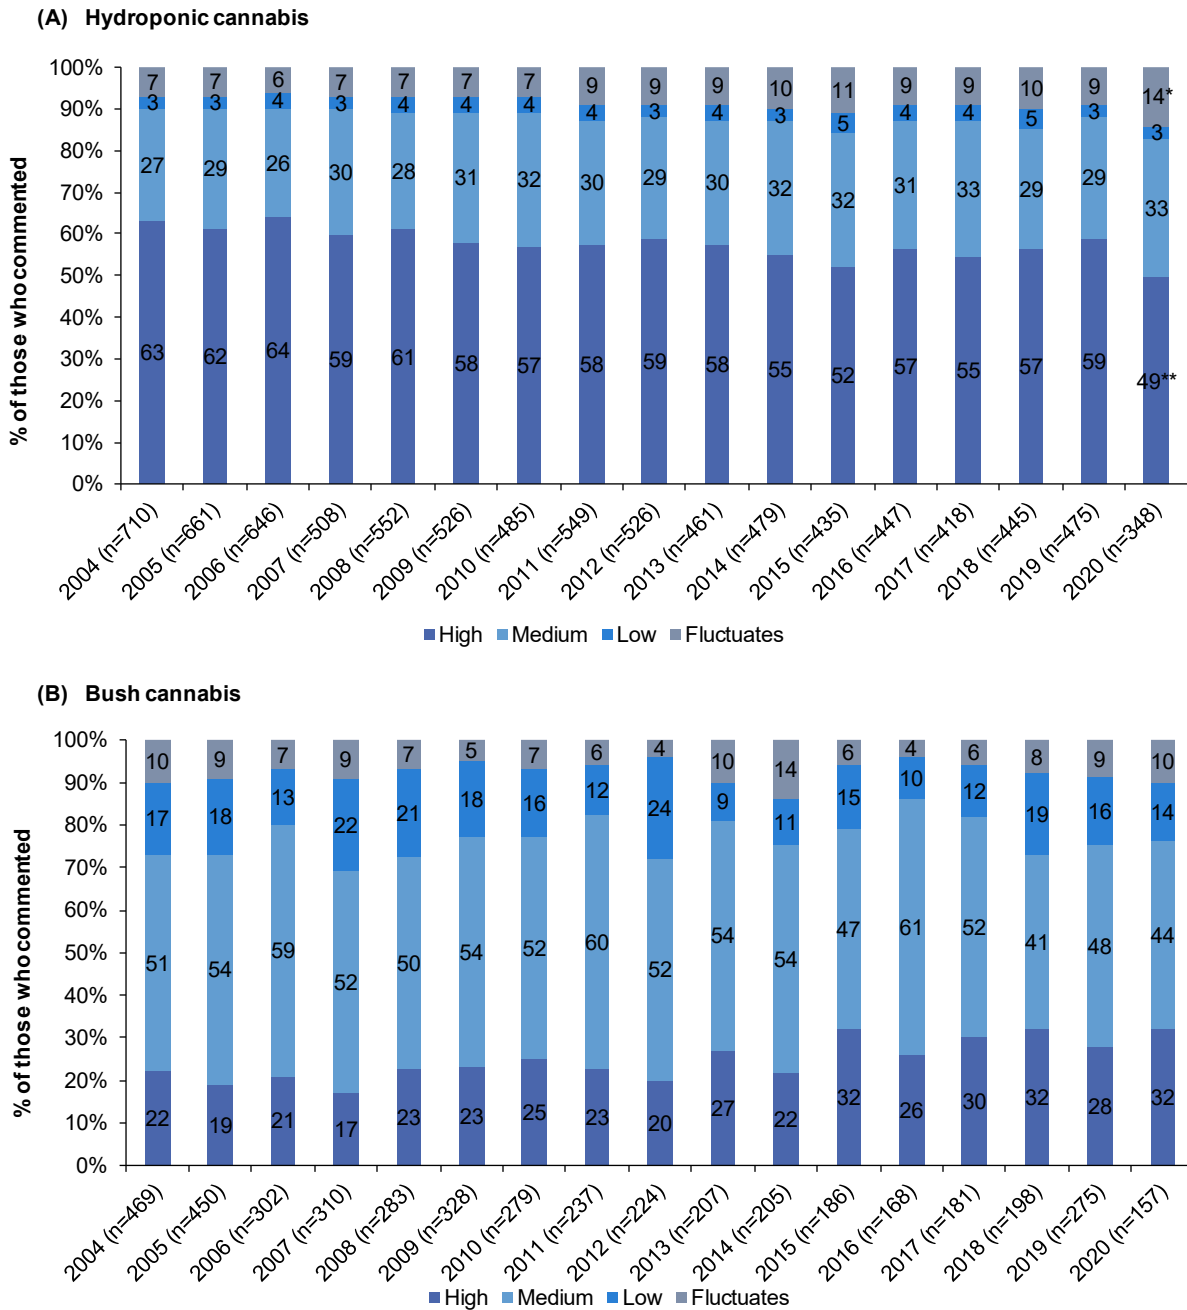 (A) Hydroponic cannabis
% of those who commented
100%
90%
80%
70%
60%
50%
40%
30%
20%
10%
0%
7 7 6 7 7 7 7 9 9 9 10 11 9 9 10 9 14*
3 3 4 3 4 4 4 4 3 4 3 5 4 4 5 3 3
27 29 26 30 28 31 32 30 29 30 32 32 31 33 29 29 33
63 62 64 59 61 58 57 58 59 58 55 52 57 55 57 59 49**
2004 (n=710)
2005 (n=661)
2006 (n=646)
2007 (n=508)
2008 (n=552)
2009 (n=526)
2010 (n=485)
2011 (n=549)
2012 (n=526)
2013 (n=461)
2014 (n=479)
2015 (n=435)
2016 (n=447)
2017 (n=418)
2018 (n=445)
2019 (n=475)
2020 (n=348)
High Medium Low Fluctuates
(B) Bush cannabis
% of those who commented
100%
90%
80%
70%
60%
50%
40%
30%
20%
10%
0%
10 9 7 9 7 5 7 6 4 10 14 6 4 6 8 9 10
17 18 13 22 21 18 16 12 24 9 11 15 10 12 19 16 14
51 54 59 52 50 54 52 60 52 54 54 47 61 52 41 48 44
22 19 21 17 23 23 25 23 20 27 22 32 26 30 32 28 32
2004 (n=469)
2005 (n=450)
2006 (n=302)
2007 (n=310)
2008 (n=283)
2009 (n=328)
2010 (n=279)
2011 (n=237)
2012 (n=224)
2013 (n=207)
2014 (n=205)
2015 (n=186)
2016 (n=168)
2017 (n=181)
2018 (n=198)
2019 (n=275)
2020 (n=157)
High Medium Low Fluctuates